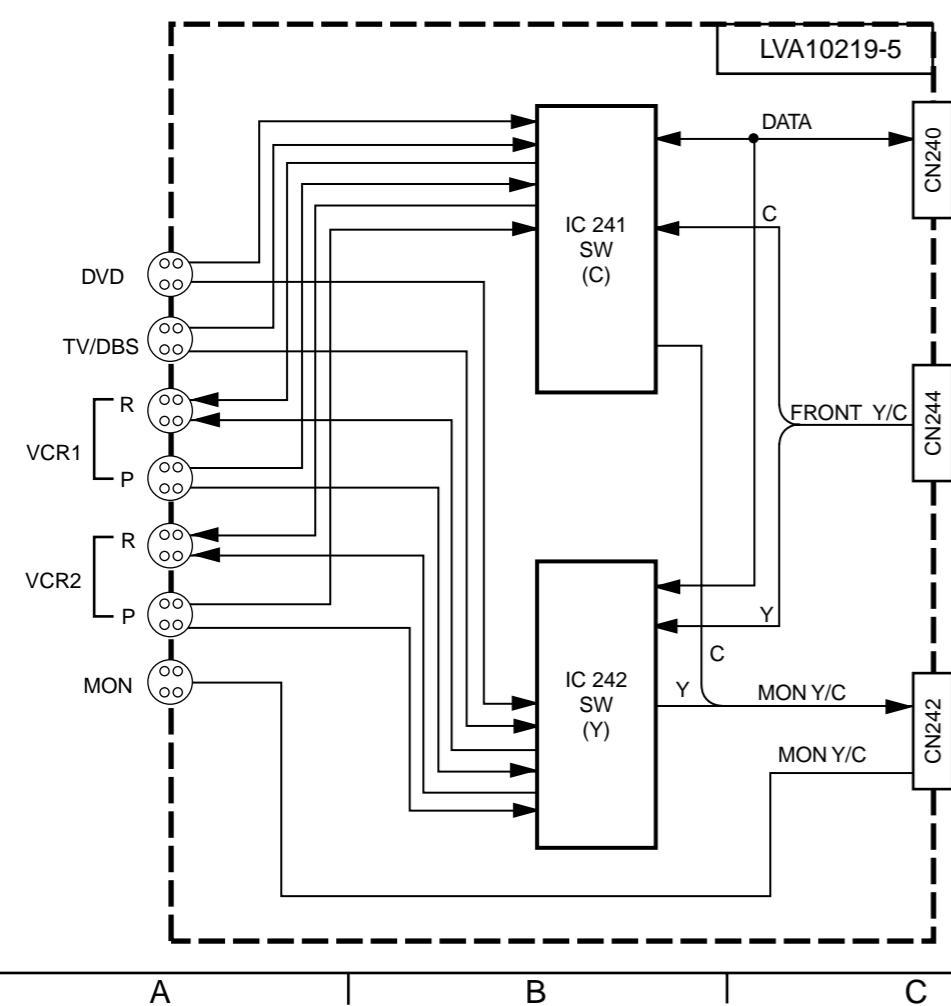 LVA10219-5
DATA
CN240
IC 241
SW
(C)
C
DVD
TV/DBS
R
VCR1
P
FRONT Y/C
CN244
R
VCR2
P
Y
C
MON
IC 242
SW
(Y)
Y
MON Y/C
CN242
MON Y/C
A
B
C